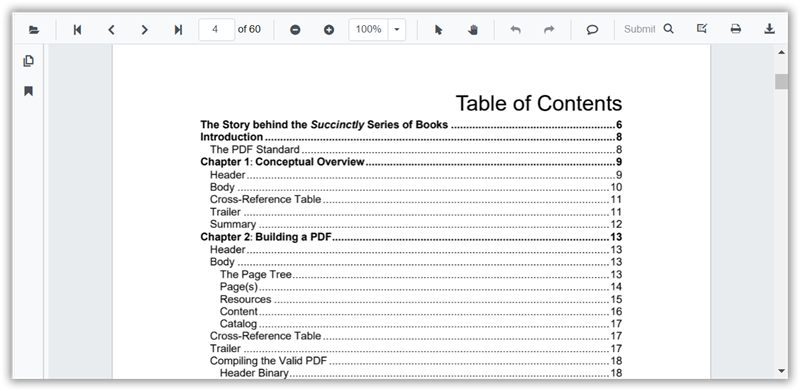 4 of 60 100% Submit
Table of Contents
The Story behind the Succinctly Series of Books ..........................................................6
Introduction ..........................................................................................................................8
The PDF Standard ..........................................................................................................8
Chapter 1: Conceptual Overview ..........................................................................9
Header ..........................................................................................................................9
Body ..........................................................................................................................10
Cross-Reference Table ..........................................................................................11
Trailer ..........................................................................................................................11
Summary ..........................................................................................................................12
Chapter 2: Building a PDF ..........................................................................................13
Header ..........................................................................................................................13
Body ..........................................................................................................................13
The Page Tree ..........................................................................................................13
Page(s) ..........................................................................................................................14
Resources ..........................................................................................................................15
Content ..........................................................................................................................16
Catalog ..........................................................................................................................17
Cross-Reference Table ..........................................................................................17
Trailer ..........................................................................................................................17
Compiling the Valid PDF ..........................................................................................18
Header Binary ..........................................................................................................18